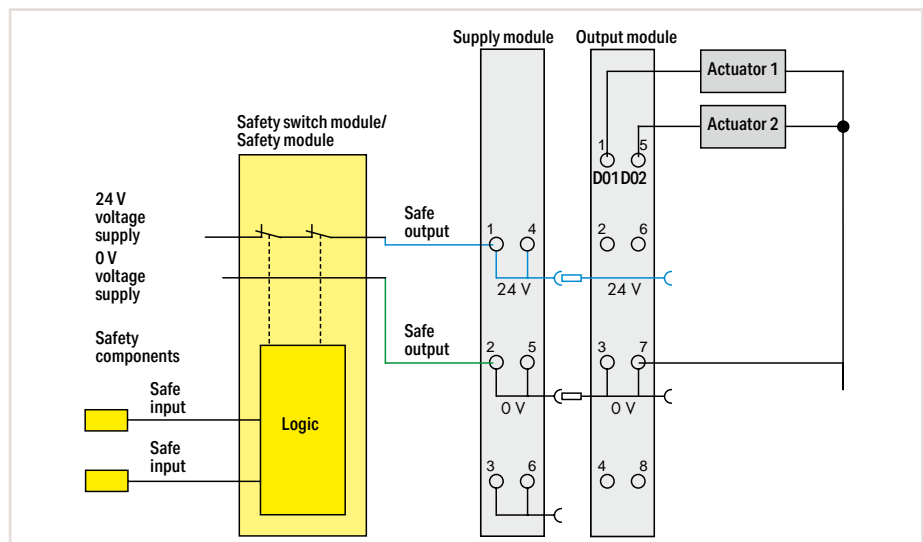 Supply module
Output module
Actuator 1
Actuator 2
Safety switch module/
Safety module
1
5
D01 D02
24 V
voltage
supply
0 V
voltage
supply
Safe
output
1
4
24 V
2
6
24 V
Safety
components
Safe
output
2
5
0 V
3
7
0 V
Safe
input
Logic
Safe
input
3
6
4
8